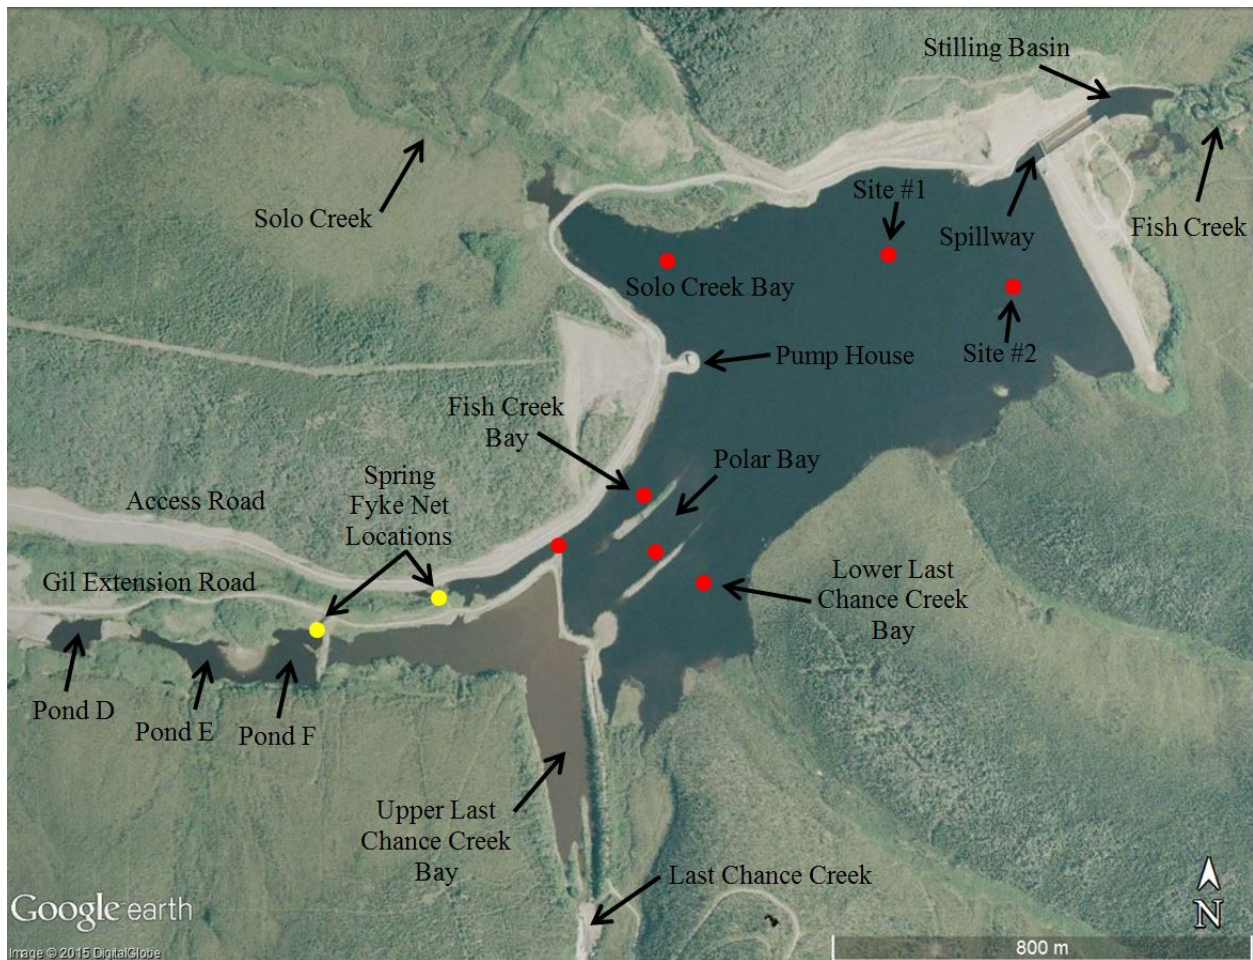 Stilling Basin
Site #1
Solo Creek
Spillway
Fish Creek
Solo Creek Bay
Site #2
Pump House
Fish Creek
Bay
Polar Bay
Spring
Fyke Net
Locations
Access Road
Gil Extension Road
Lower Last
Chance Creek
Bay
Pond D
Pond E
Pond F
Upper Last
Chance Creek
Bay
Last Chance Creek
N
Google earth
800 m
Image © 2015 DigitalGlobe